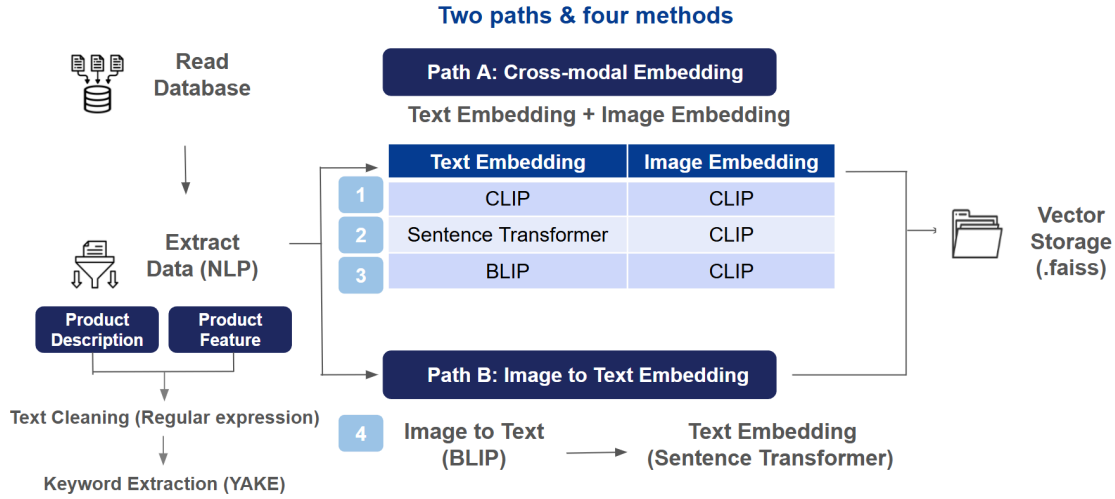 Two paths & four methods
Read
Database
Extract
Data (NLP)
Product
Description
Product
Feature
Text Cleaning (Regular expression)
Keyword Extraction (YAKE)
Path A: Cross-modal Embedding
Text Embedding + Image Embedding
Text Embedding Image Embedding
1 CLIP CLIP
2 Sentence Transformer CLIP
3 BLIP CLIP
Path B: Image to Text Embedding
4
Image to Text
(BLIP)
Text Embedding
(Sentence Transformer)
Vector
Storage
(.faiss)